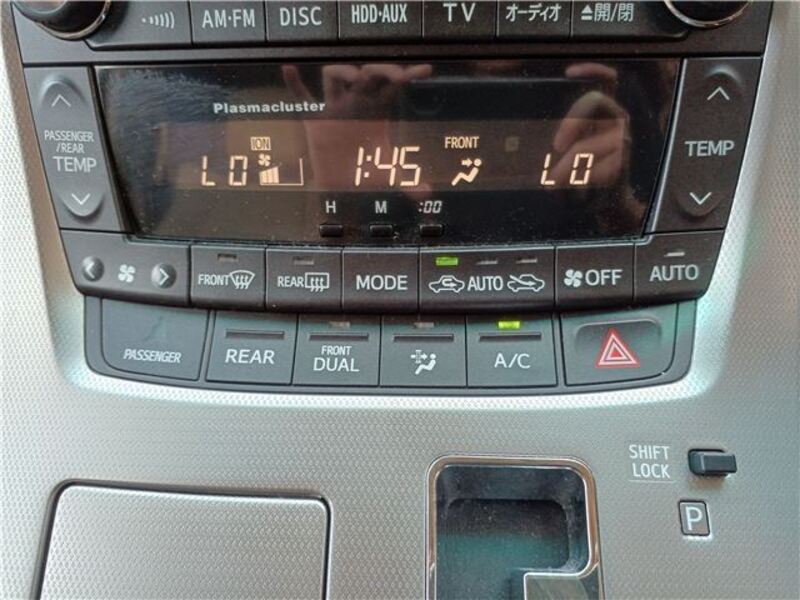 AM·FM DISC HDD·AUX TV オーディオ ▲開/閉
Plasmacluster
PASSENGER
/REAR
TEMP
TEMP
ION
FRONT
LO 1:45 LO
H M :00
FRONT REAR MODE AUTO OFF AUTO
PASSENGER REAR FRONT
DUAL A/C
SHIFT
LOCK
P